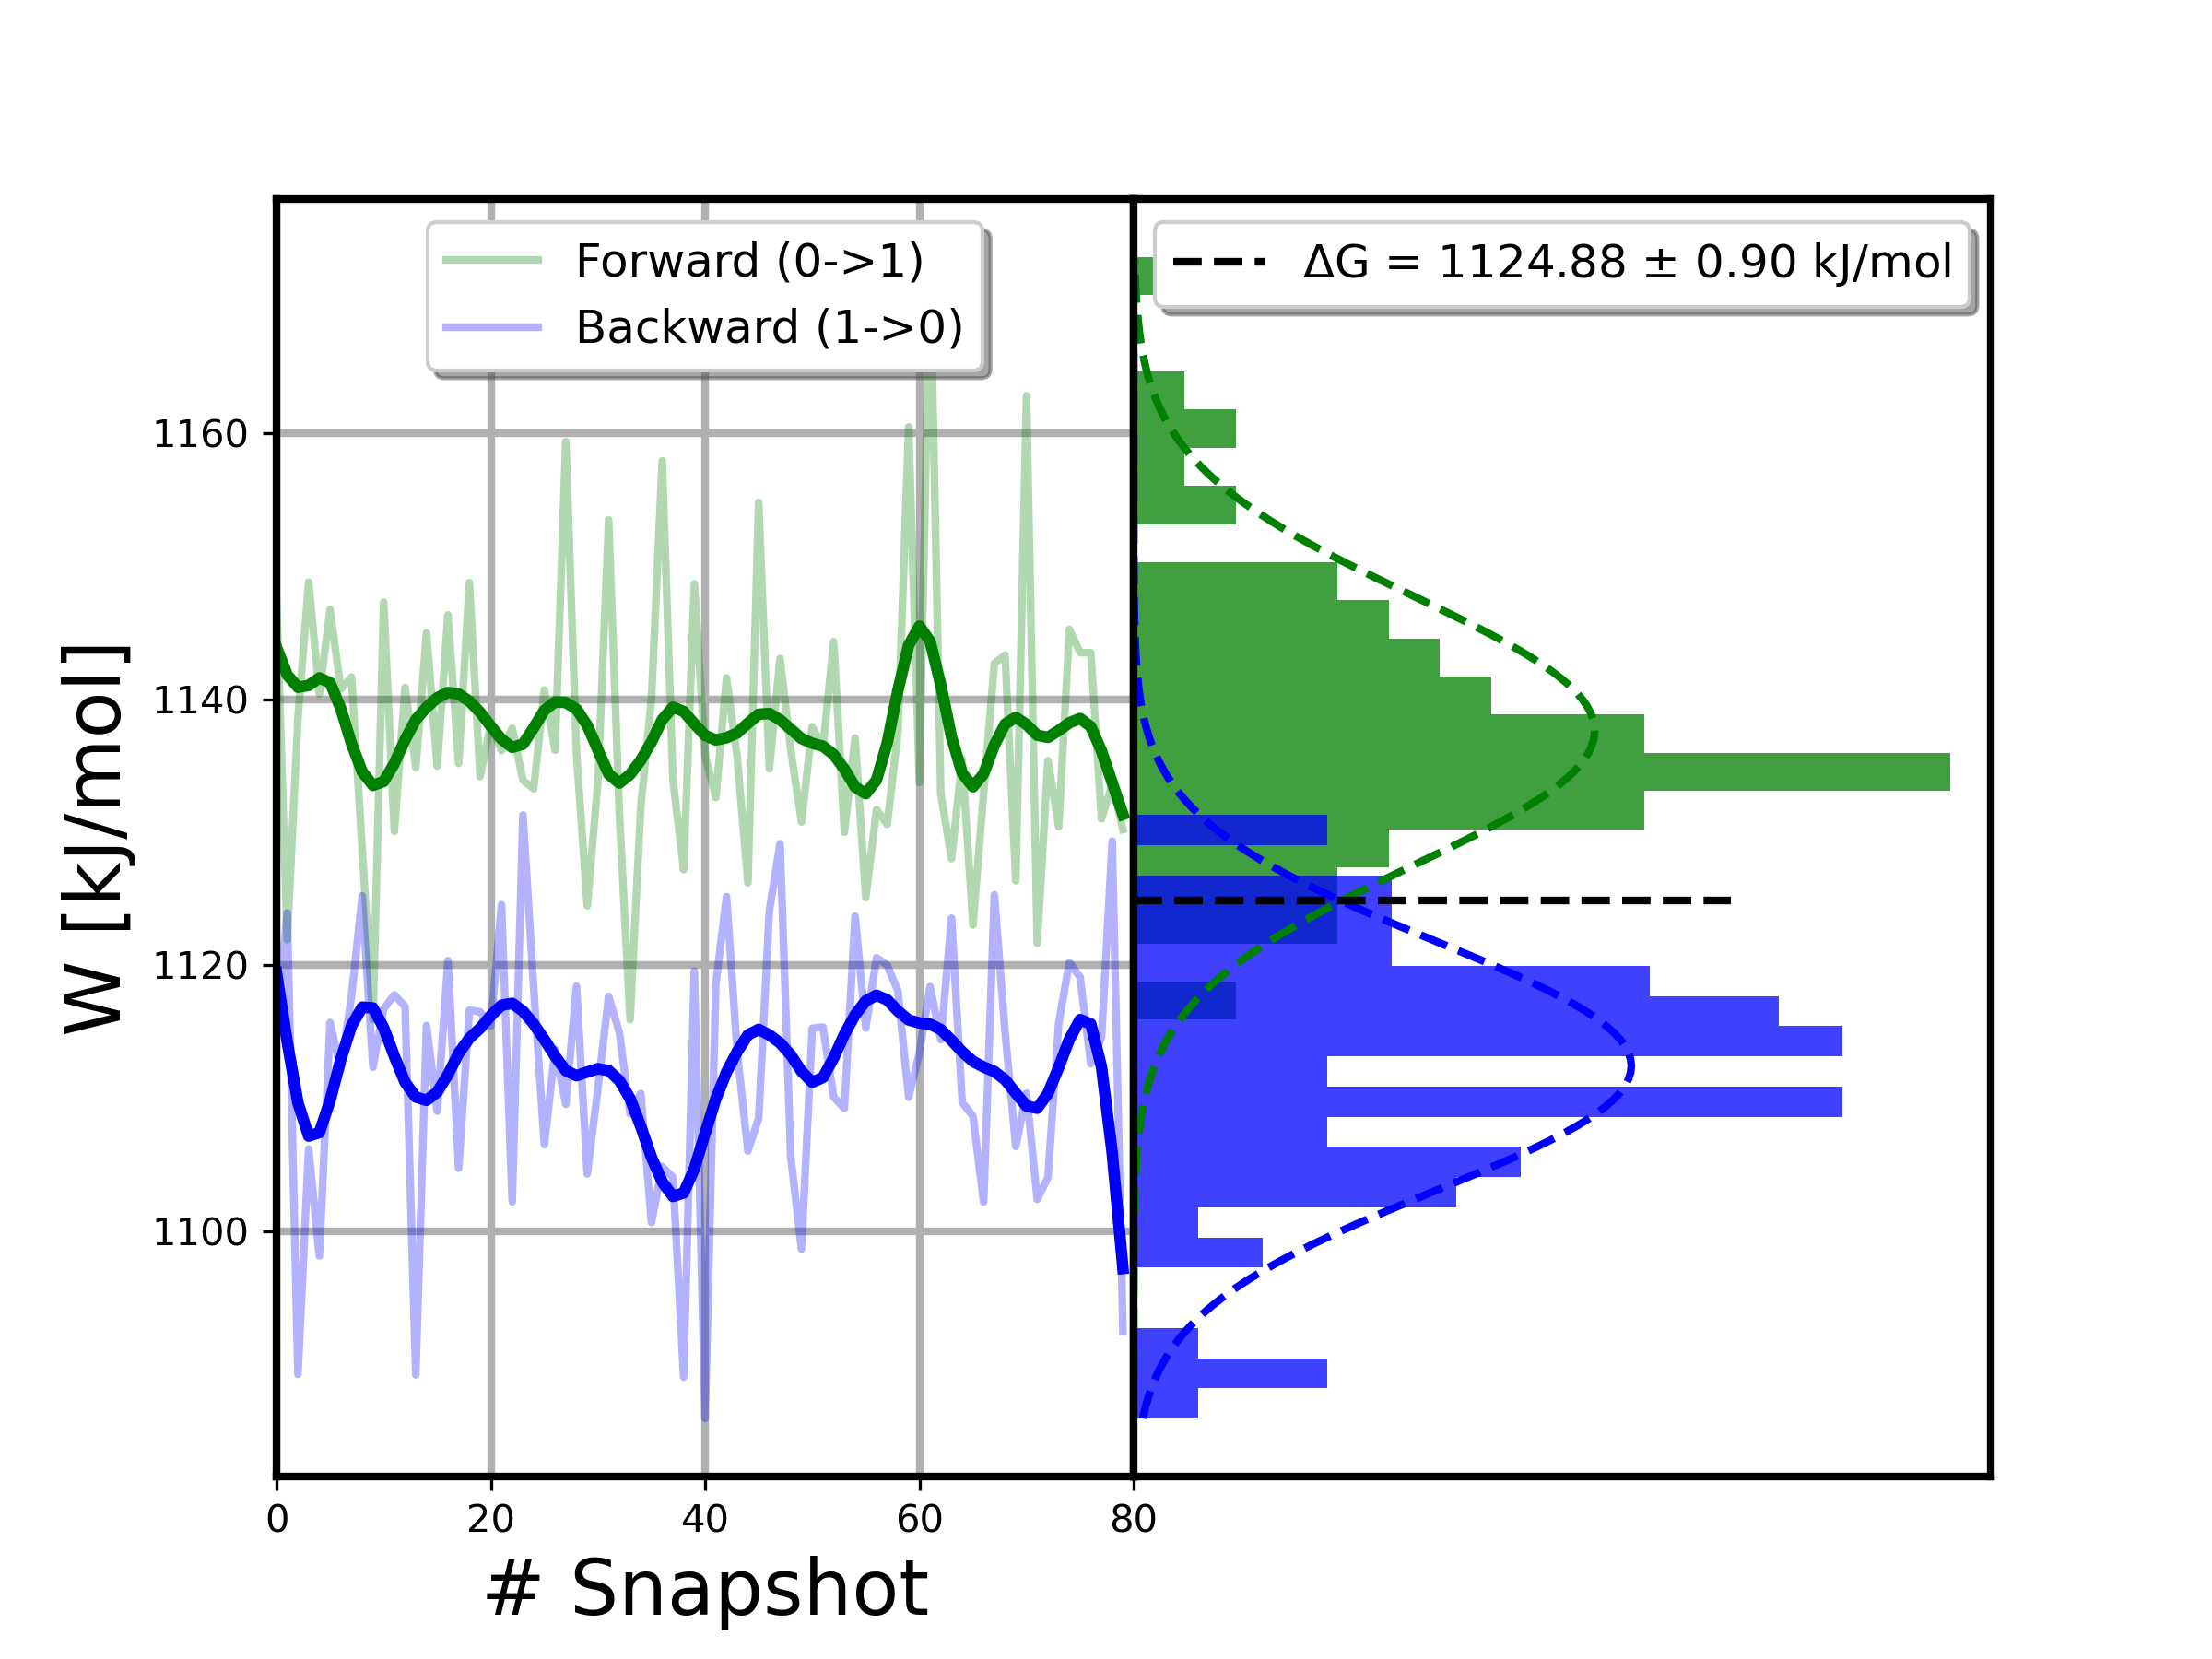 Forward (0->1)
Backward (1->0)
ΔG = 1124.88 ± 0.90 kJ/mol
W [kJ/mol]
1160
1140
1120
1100
0 20 40 60 80
# Snapshot